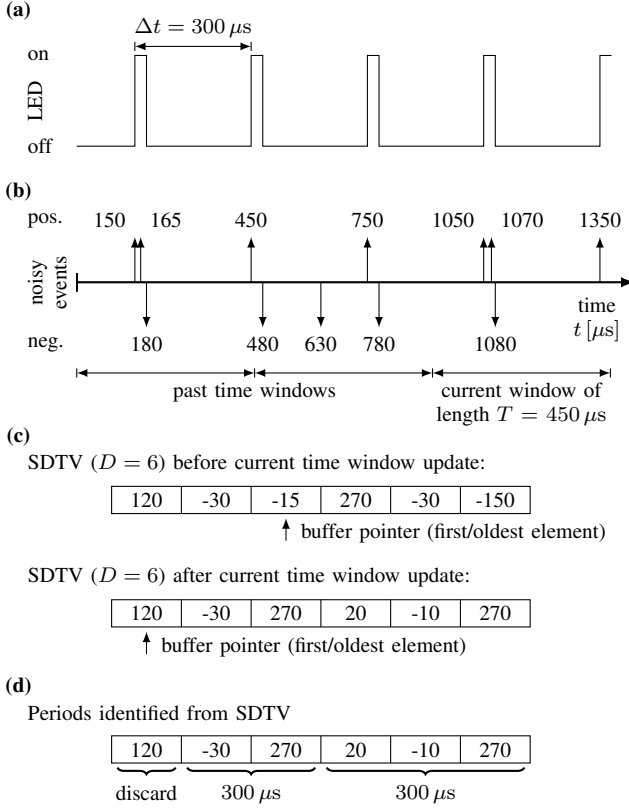 (a)
Δt = 300 μs
on
LED
off
(b)
pos. 150 165 450 750 1050 1070 1350
noisy
events
time
t [μs]
neg. 180 480 630 780 1080
past time windows
current window of
length T = 450 μs
(c)
SDTV (D = 6) before current time window update:
120 -30 -15 270 -30 -150
buffer pointer (first/oldest element)
SDTV (D = 6) after current time window update:
120 -30 270 20 -10 270
buffer pointer (first/oldest element)
(d)
Periods identified from SDTV
120 -30 270 20 -10 270
discard 300 μs 300 μs